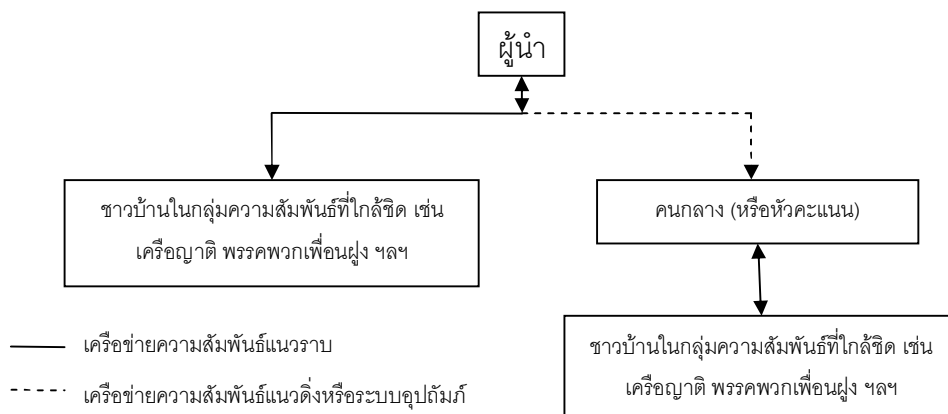 ผู้นำ
ชาวบ้านในกลุ่มความสัมพันธ์ที่ใกล้ชิด เช่น
เครือญาติ พรรคพวกเพื่อนฝูง ฯลฯ
คนกลาง (หรือหัวคะแนน)
ชาวบ้านในกลุ่มความสัมพันธ์ที่ใกล้ชิด เช่น
เครือญาติ พรรคพวกเพื่อนฝูง ฯลฯ
เครือข่ายความสัมพันธ์แนวราบ
เครือข่ายความสัมพันธ์แนวดิ่งหรือระบบอุปถัมภ์